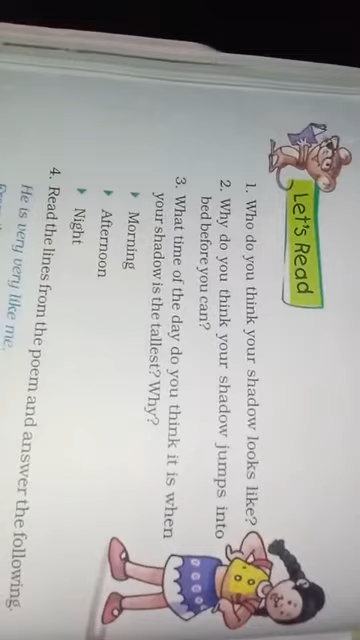 Let's Read
1. Who do you think your shadow looks like?
2. Why do you think your shadow jumps into
bed before you can?
3. What time of the day do you think it is when
your shadow is the tallest? Why?
Morning
Afternoon
Night
4. Read the lines from the poem and answer the following.
He is very very like me,